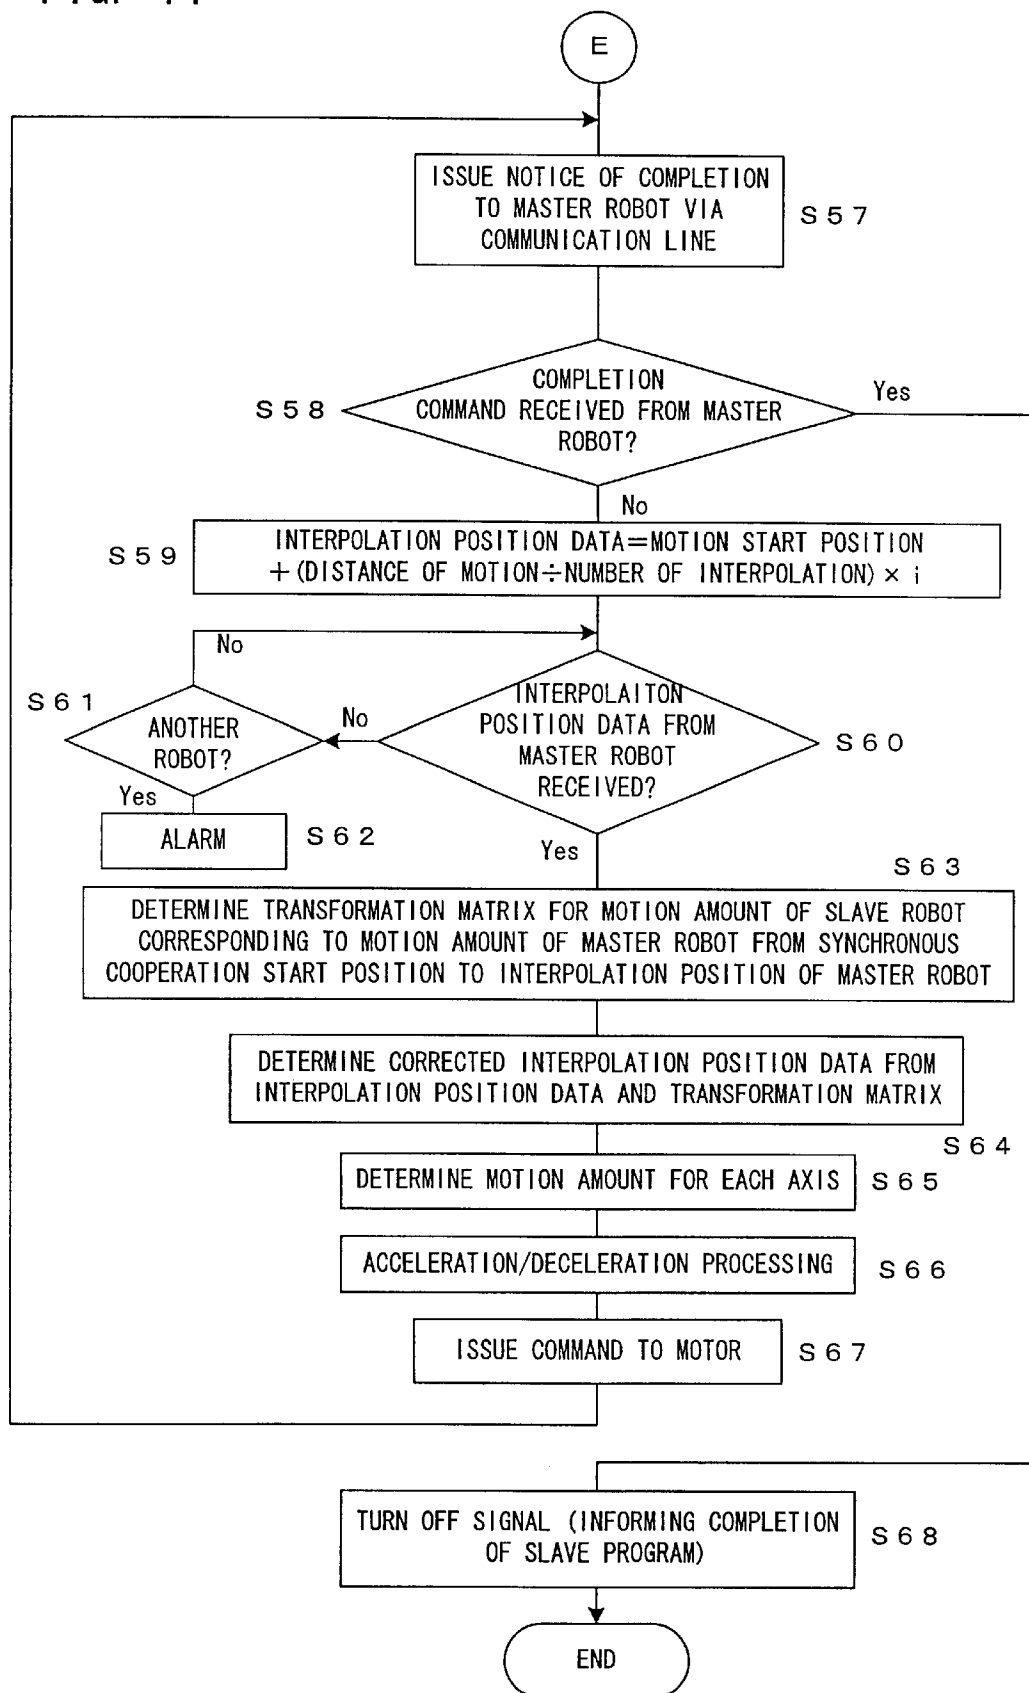 E
ISSUE NOTICE OF COMPLETION
TO MASTER ROBOT VIA
COMMUNICATION LINE
S57
COMPLETION
COMMAND RECEIVED FROM MASTER
ROBOT?
S58
Yes
No
INTERPOLATION POSITION DATA=MOTION START POSITION
+(DISTANCE OF MOTION÷NUMBER OF INTERPOLATION)× i
S59
No
INTERPOLAITON
POSITION DATA FROM
MASTER ROBOT
RECEIVED?
S60
No
S61
ANOTHER
ROBOT?
Yes
ALARM
S62
Yes
S63
DETERMINE TRANSFORMATION MATRIX FOR MOTION AMOUNT OF SLAVE ROBOT
CORRESPONDING TO MOTION AMOUNT OF MASTER ROBOT FROM SYNCHRONOUS
COOPERATION START POSITION TO INTERPOLATION POSITION OF MASTER ROBOT
DETERMINE CORRECTED INTERPOLATION POSITION DATA FROM
INTERPOLATION POSITION DATA AND TRANSFORMATION MATRIX
S64
DETERMINE MOTION AMOUNT FOR EACH AXIS
S65
ACCELERATION/DECELERATION PROCESSING
S66
ISSUE COMMAND TO MOTOR
S67
TURN OFF SIGNAL (INFORMING COMPLETION
OF SLAVE PROGRAM)
S68
END